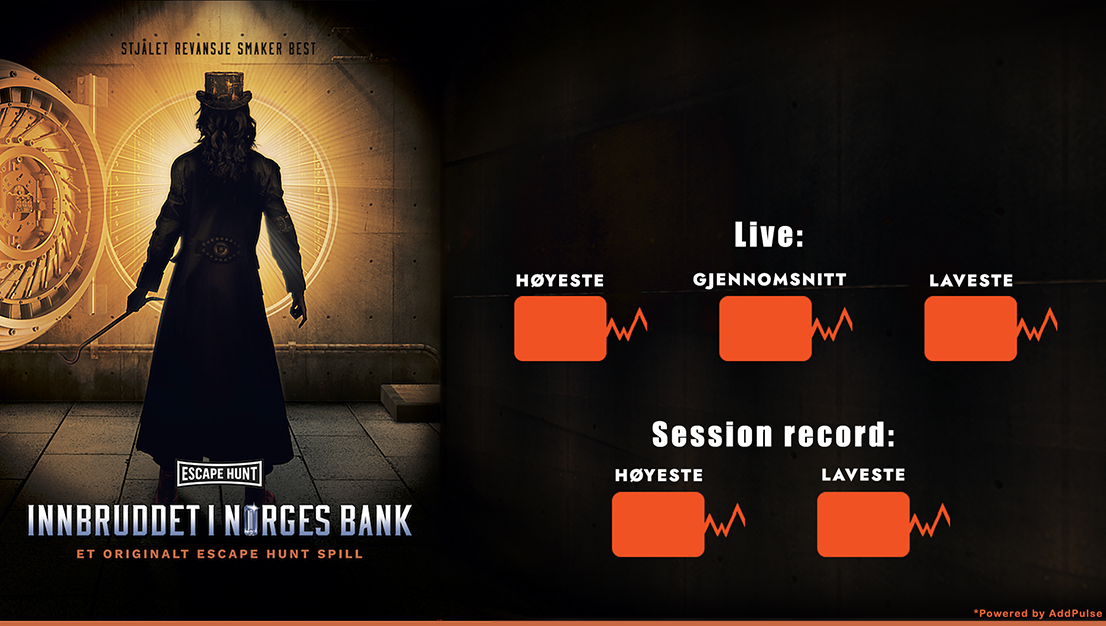 STJÅLET REVANSJE SMAKER BEST
ESCAPE HUNT
INNBRUDDET I NORGES BANK
ET ORIGINALT ESCAPE HUNT SPILL
Live:
HØYESTE
GJENNOMSNITT
LAVESTE
Session record:
HØYESTE
LAVESTE
*Powered by AddPulse